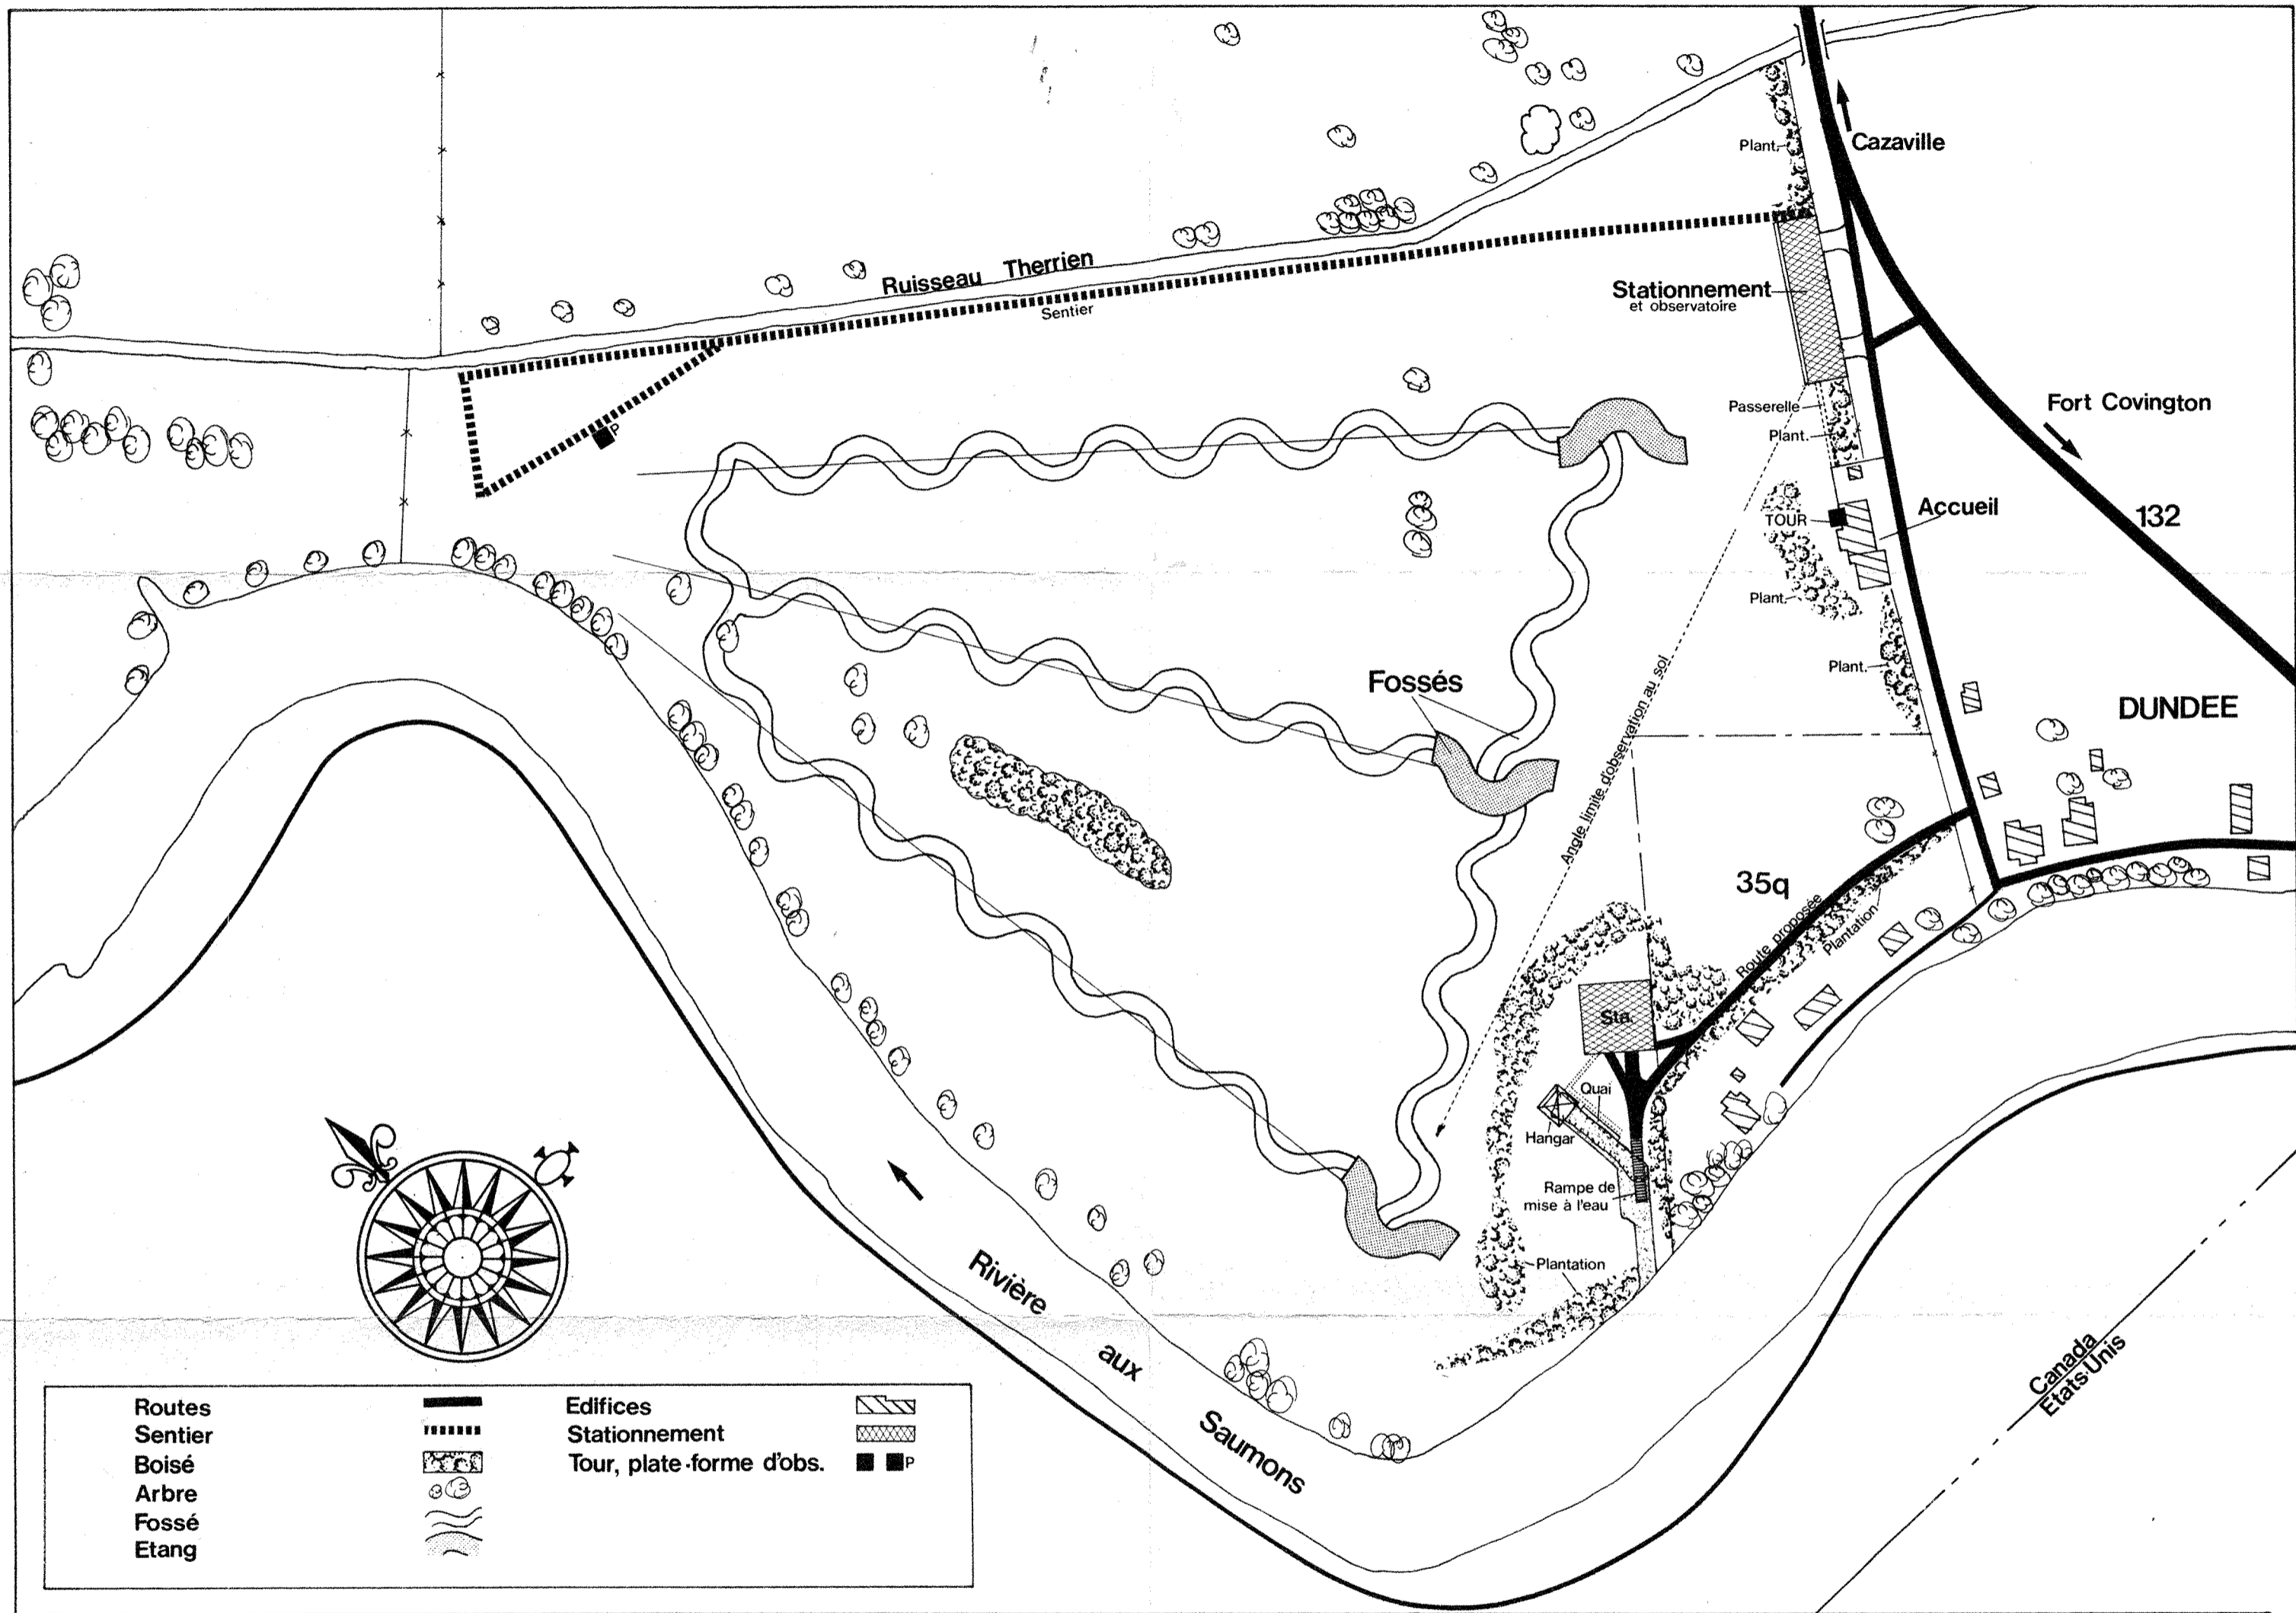 Cazaville
Plant.
Ruisseau Therrien
Sentier
Stationnement
et observatoire
Passerelle
Plant.
Fort Covington
132
TOUR
Accueil
Plant.
Plant.
P
Fossés
DUNDEE
Angle limite d'observation au sol
35q
Route proposée
Plantation
Sta.
Quai
Hangar
Rampe de
mise à l'eau
Plantation
Rivière
aux
Saumons
Canada
Etats-Unis
Routes
Sentier
Boisé
Arbre
Fossé
Etang
Edifices
Stationnement
Tour, plate-forme d'obs.
P